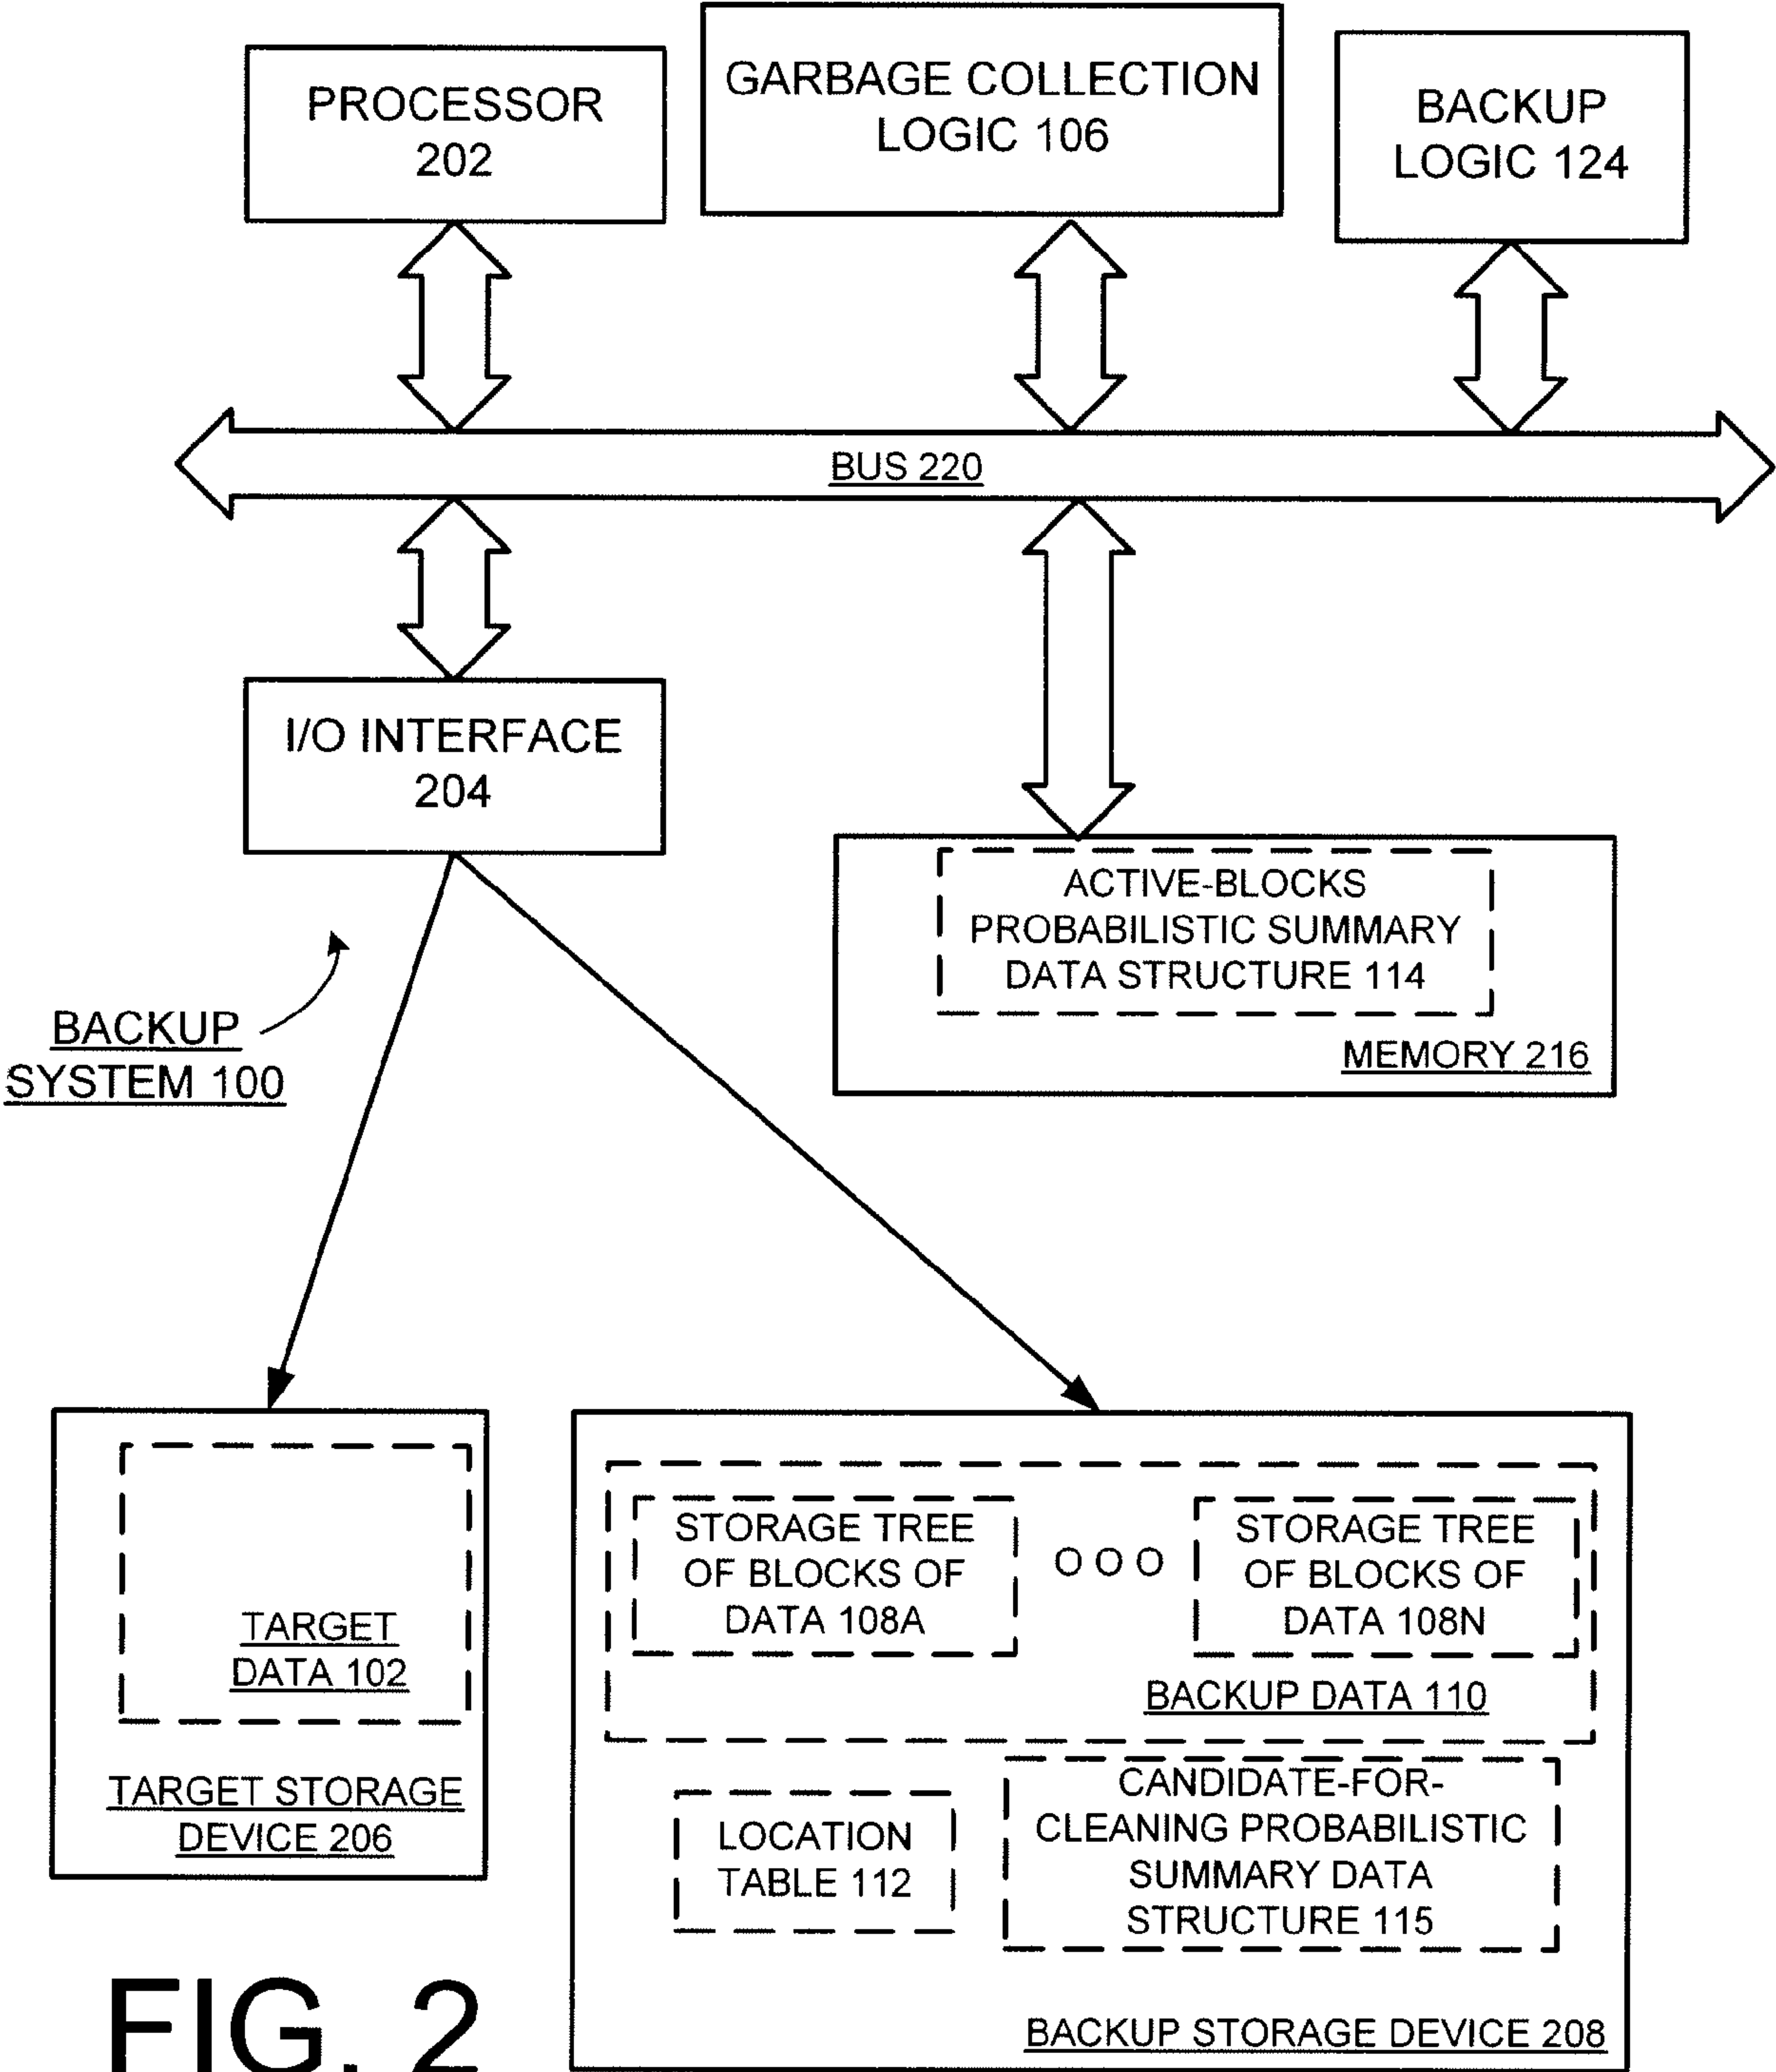 PROCESSOR
202
GARBAGE COLLECTION
LOGIC 106
BACKUP
LOGIC 124
BUS 220
I/O INTERFACE
204
ACTIVE-BLOCKS
PROBABILISTIC SUMMARY
DATA STRUCTURE 114
MEMORY 216
BACKUP
SYSTEM 100
TARGET
DATA 102
TARGET STORAGE
DEVICE 206
STORAGE TREE
OF BLOCKS OF
DATA 108A
STORAGE TREE
OF BLOCKS OF
DATA 108N
BACKUP DATA 110
LOCATION
TABLE 112
CANDIDATE-FOR-
CLEANING PROBABILISTIC
SUMMARY DATA
STRUCTURE 115
BACKUP STORAGE DEVICE 208
FIG. 2